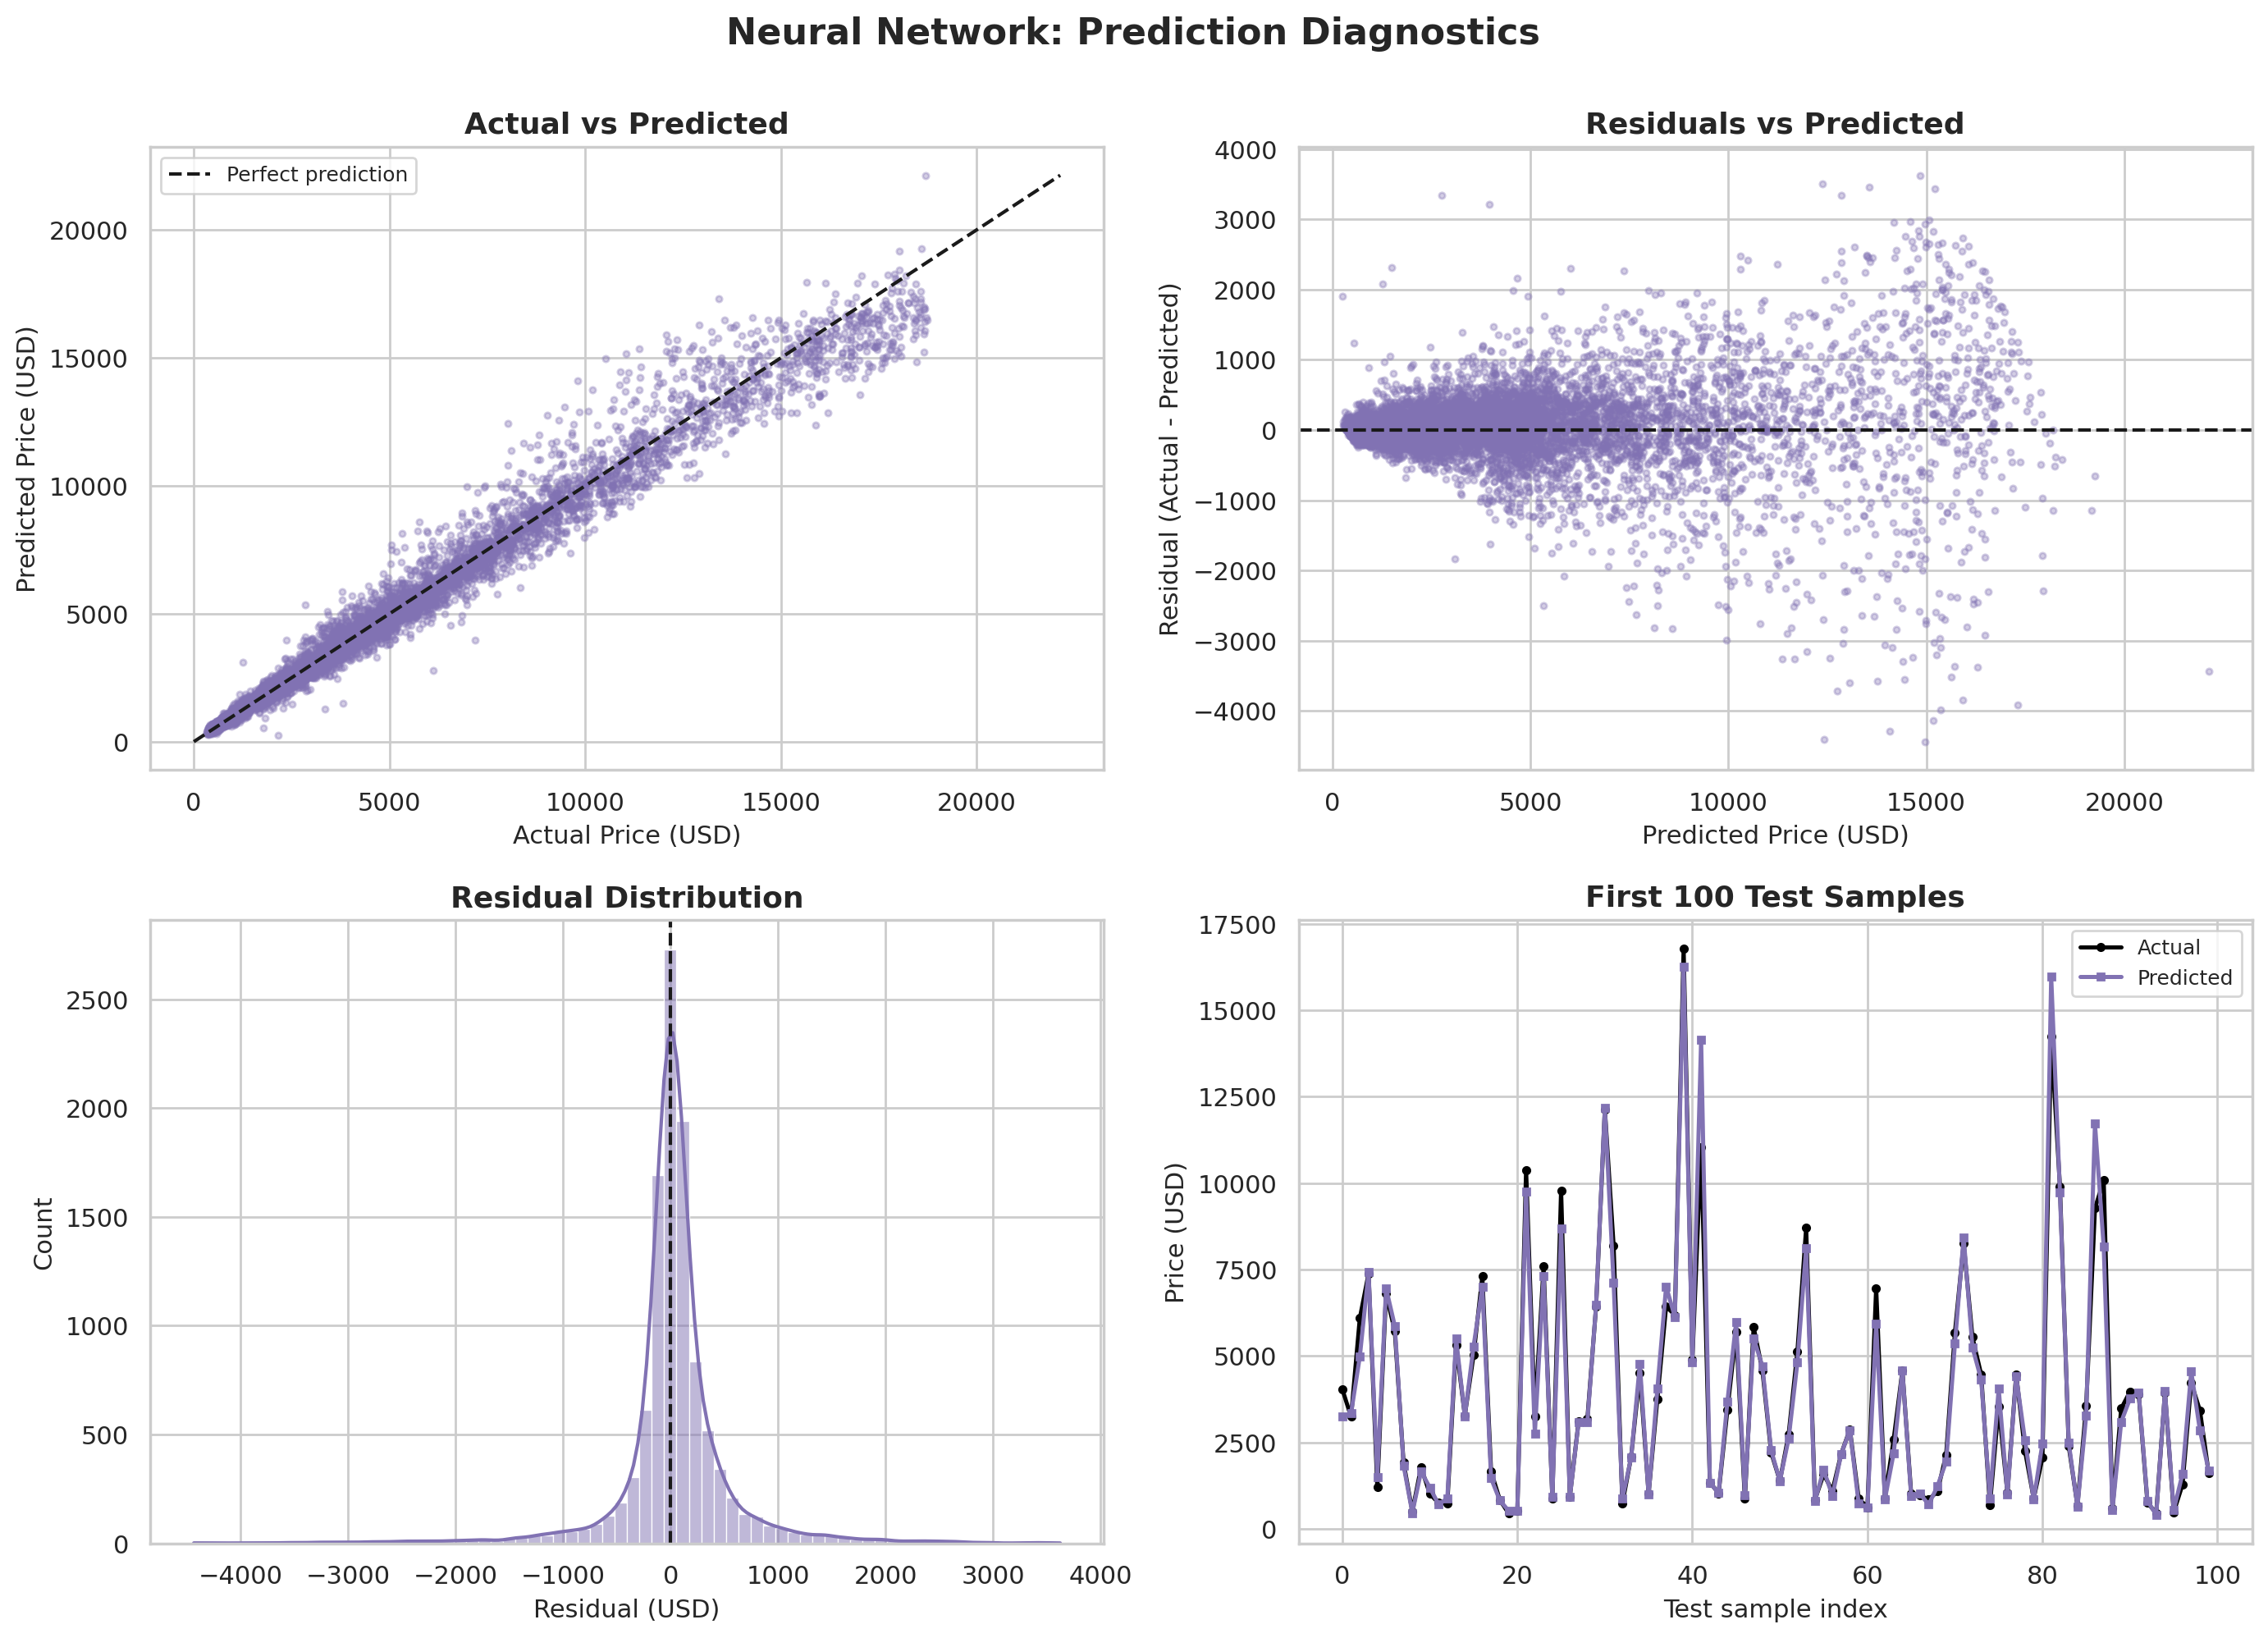 Neural Network: Prediction Diagnostics
Actual vs Predicted
Perfect prediction
Predicted Price (USD)
20000
15000
10000
5000
0
0 5000 10000 15000 20000
Actual Price (USD)
Residuals vs Predicted
Residual (Actual - Predicted)
4000
3000
2000
1000
0
−1000
−2000
−3000
−4000
0 5000 10000 15000 20000
Predicted Price (USD)
Residual Distribution
Count
2500
2000
1500
1000
500
0
−4000 −3000 −2000 −1000 0 1000 2000 3000 4000
Residual (USD)
First 100 Test Samples
Actual
Predicted
Price (USD)
17500
15000
12500
10000
7500
5000
2500
0
0 20 40 60 80 100
Test sample index